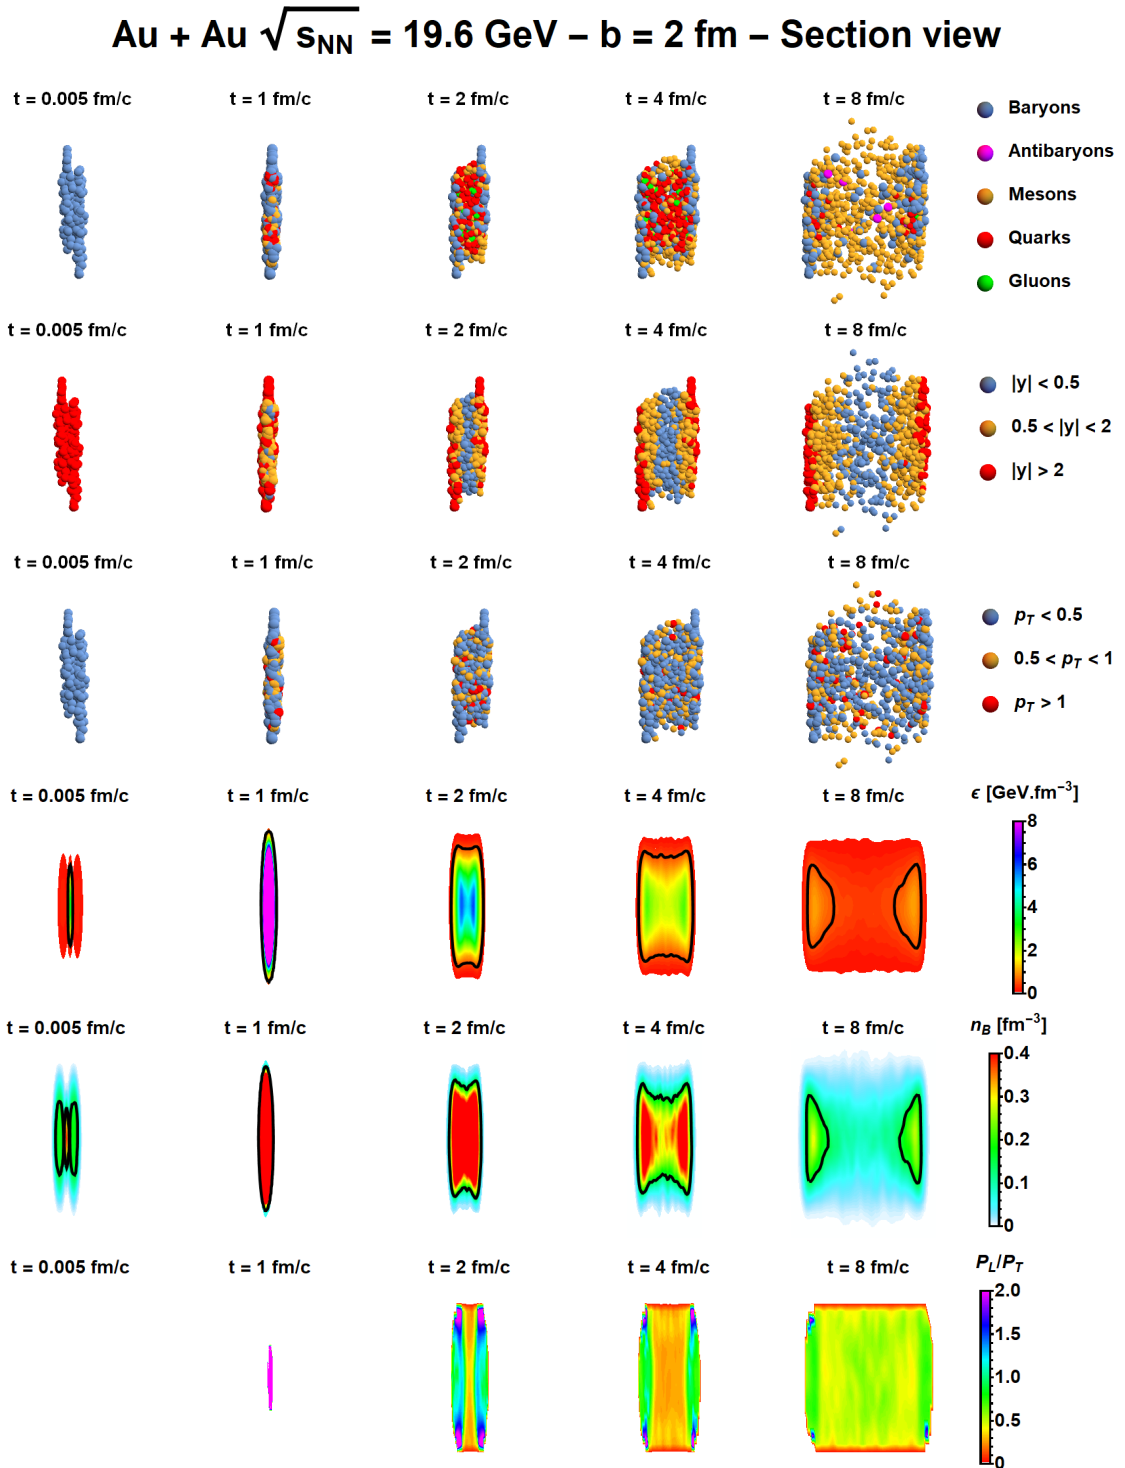 Au + Au √sNN = 19.6 GeV – b = 2 fm – Section view
t = 0.005 fm/c t = 1 fm/c t = 2 fm/c t = 4 fm/c t = 8 fm/c
Baryons
Antibaryons
Mesons
Quarks
Gluons
t = 0.005 fm/c t = 1 fm/c t = 2 fm/c t = 4 fm/c t = 8 fm/c
|y| < 0.5
0.5 < |y| < 2
|y| > 2
t = 0.005 fm/c t = 1 fm/c t = 2 fm/c t = 4 fm/c t = 8 fm/c
pT < 0.5
0.5 < pT < 1
pT > 1
t = 0.005 fm/c t = 1 fm/c t = 2 fm/c t = 4 fm/c t = 8 fm/c ϵ [GeV.fm−3]
8
6
4
2
0
t = 0.005 fm/c t = 1 fm/c t = 2 fm/c t = 4 fm/c t = 8 fm/c nB [fm−3]
0.4
0.3
0.2
0.1
0
t = 0.005 fm/c t = 1 fm/c t = 2 fm/c t = 4 fm/c t = 8 fm/c PL/PT
2.0
1.5
1.0
0.5
0